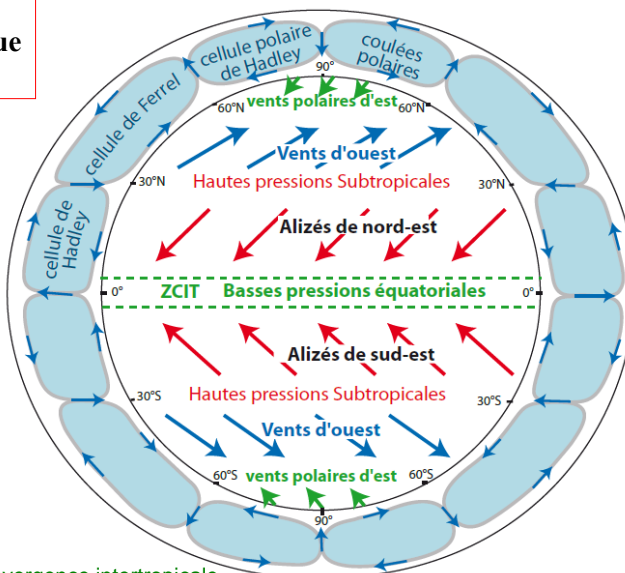 ue
cellule polaire
de Hadley
coulées
polaires
cellule de Ferrel
cellule de
Hadley
90°
60°N
vents polaires d'est
60°N
Vents d'ouest
30°N
Hautes pressions Subtropicales
30°N
Alizés de nord-est
0°
ZCIT
Basses pressions équatoriales
0°
Alizés de sud-est
Hautes pressions Subtropicales
30°S
30°S
Vents d'ouest
60°S
vents polaires d'est
60°S
90°
vergence intertropicale